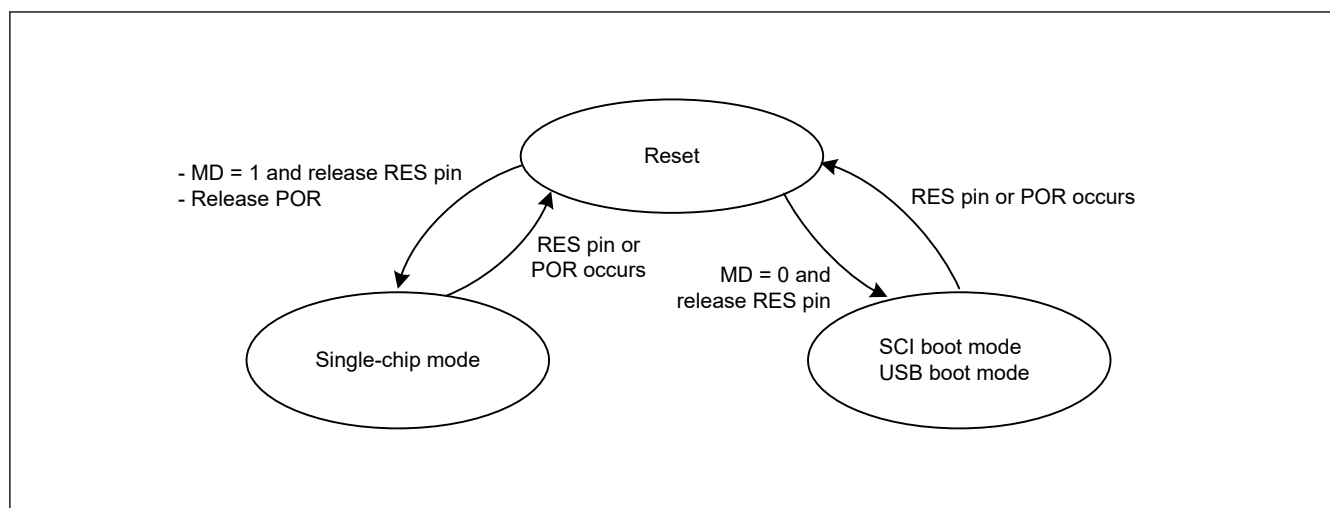 Reset
- MD = 1 and release RES pin
- Release POR
RES pin or POR occurs
RES pin or
POR occurs
MD = 0 and
release RES pin
Single-chip mode
SCI boot mode
USB boot mode